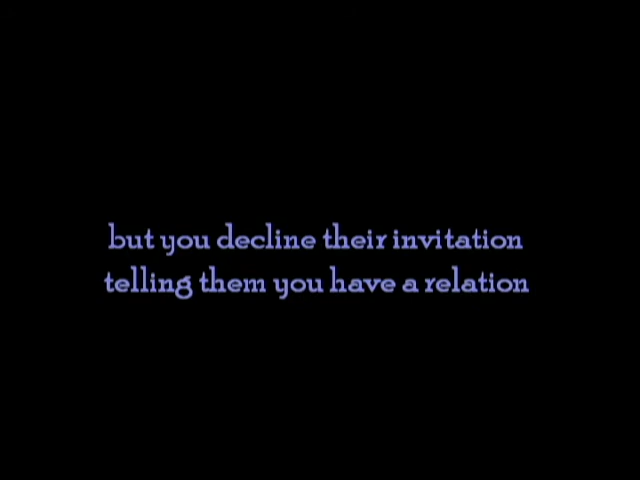 but you decline their invitation
telling them you have a relation